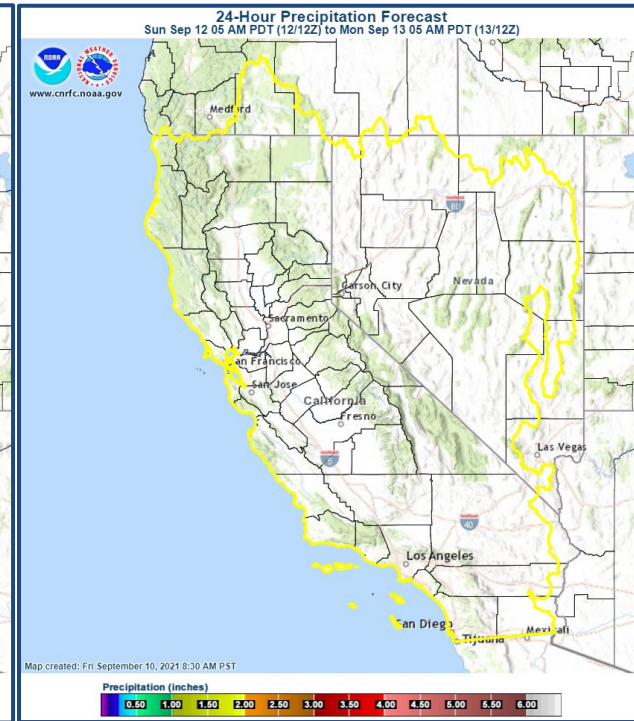 24-Hour Precipitation Forecast
Sun Sep 12 05 AM PDT (12/12Z) to Mon Sep 13 05 AM PDT (13/12Z)
NOAA
www.cnrfc.noaa.gov
Medford
80
Carson City
Nevada
Sacramento
San Francisco
San Jose
California
Fresno
5
Las Vegas
40
Los Angeles
San Diego
Tijuana
Mexicali
Map created: Fri September 10, 2021 8:30 AM PST
Precipitation (inches)
0.50 1.00 1.50 2.00 2.50 3.00 3.50 4.00 4.50 5.00 5.50 6.00